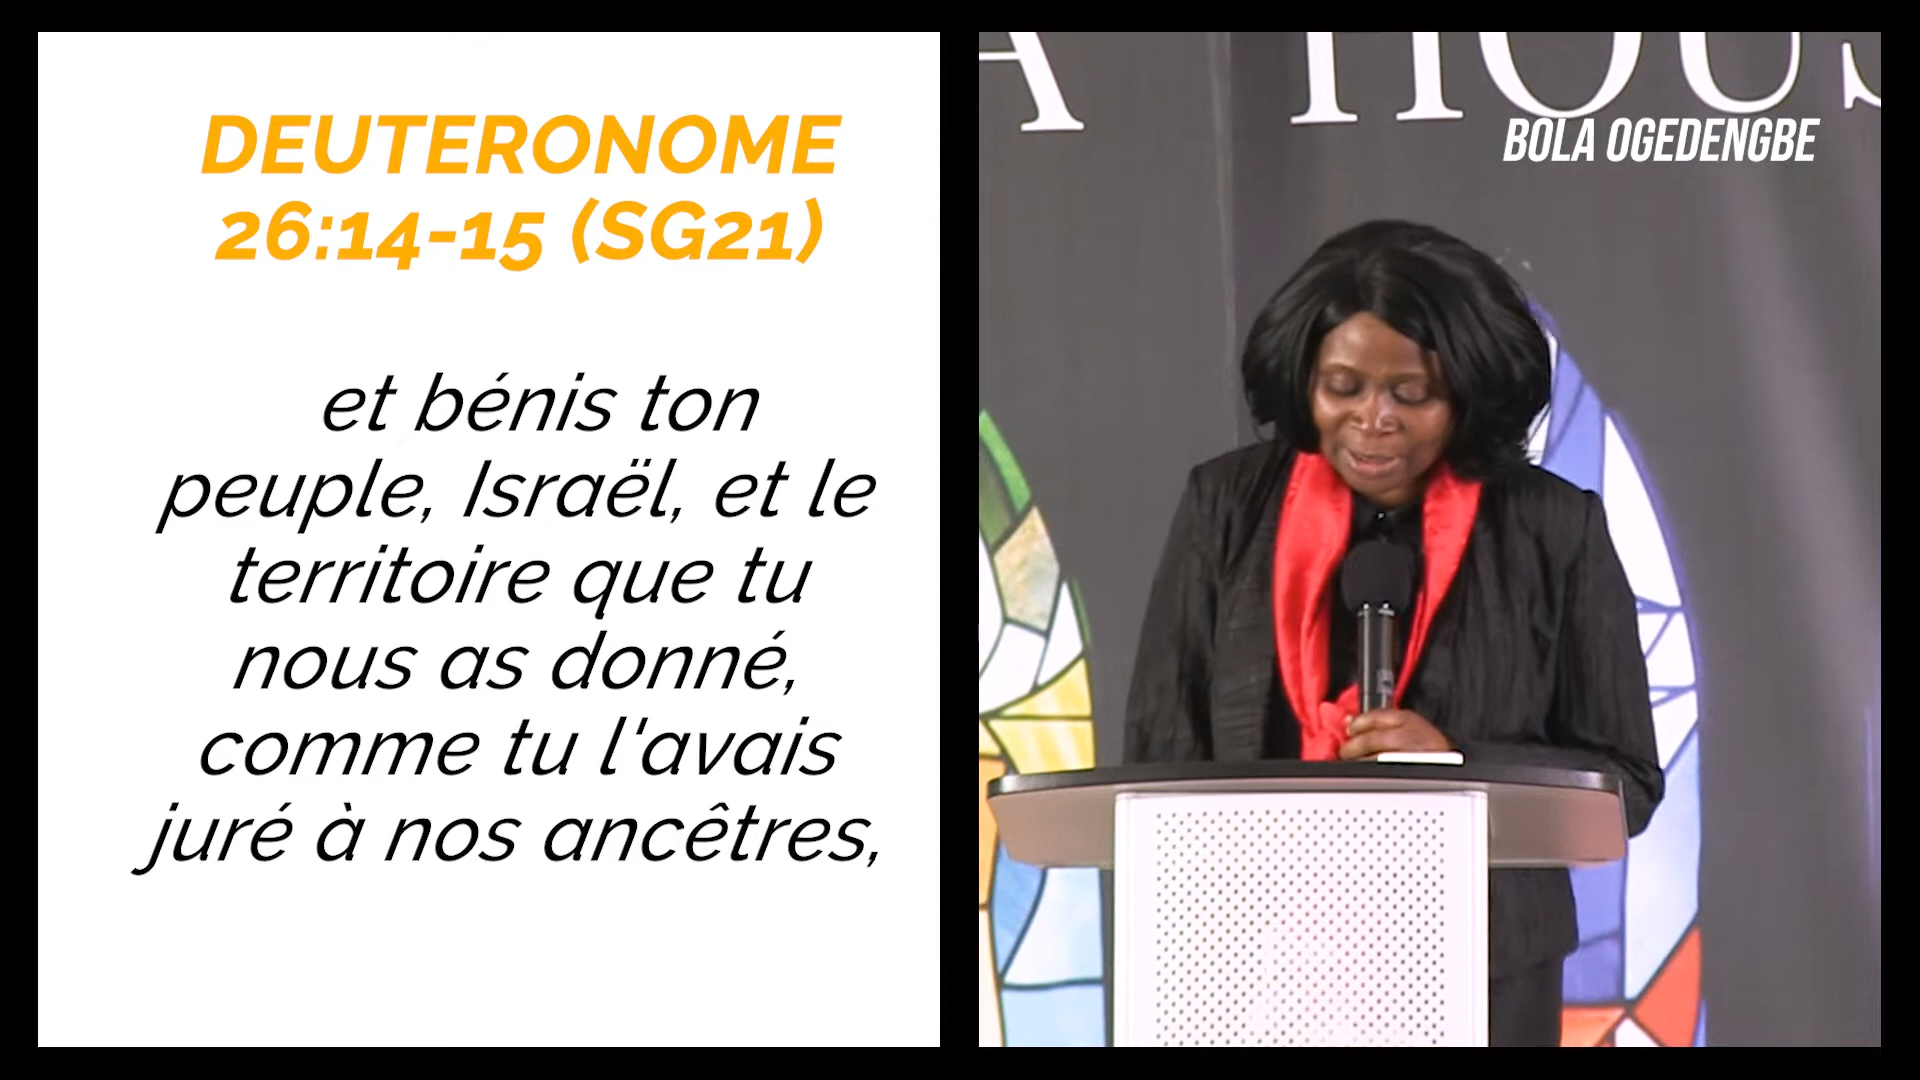 DEUTERONOME
26:14-15 (SG21)
et bénis ton
peuple, Israël, et le
territoire que tu
nous as donné,
comme tu l'avais
juré à nos ancêtres,
BOLA OGEDENGBE